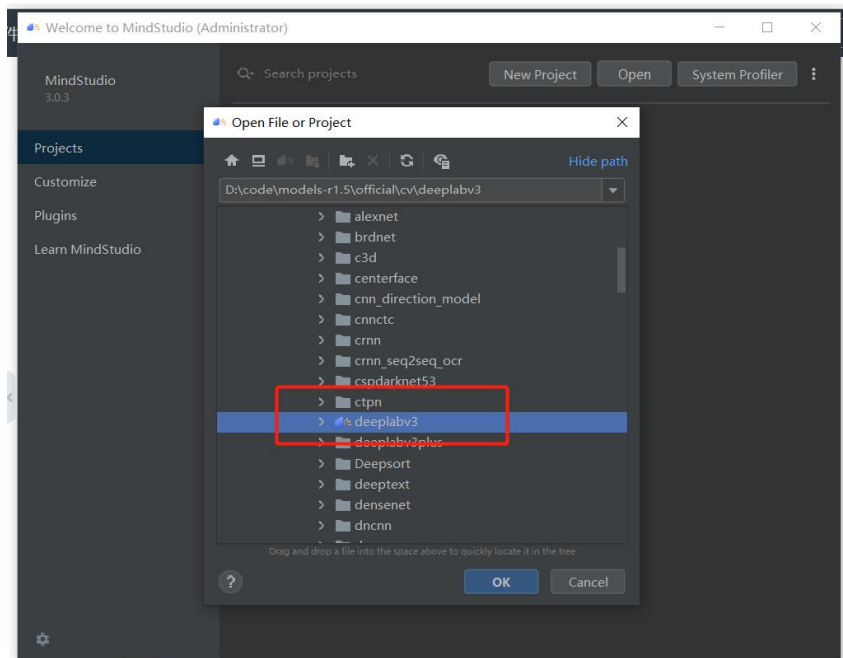 件
Welcome to MindStudio (Administrator)
MindStudio
3.0.3
Search projects
New Project
Open
System Profiler
Projects
Customize
Plugins
Learn MindStudio
Open File or Project
Hide path
D:\code\models-r1.5\official\cv\deeplabv3
alexnet
brdnet
c3d
centerface
cnn_direction_model
cnnctc
crnn
crnn_seq2seq_ocr
cspdarknet53
ctpn
deeplabv3
deeplabv3plus
Deepsort
deeptext
densenet
dncnn
Drag and drop a file into the space above to quickly locate it in the tree
?
OK
Cancel